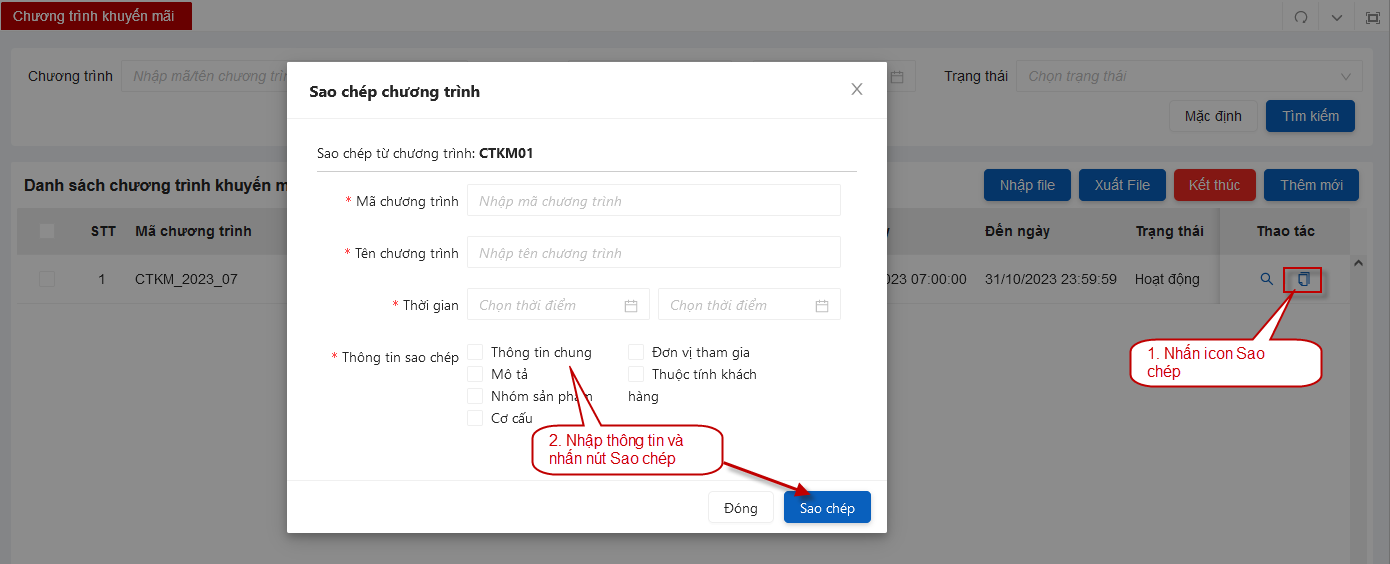 Chương trình khuyến mãi
Chương trình
Nhập mã/tên chương trìn
Trạng thái
Chọn trạng thái
Mặc định
Tìm kiếm
Danh sách chương trình khuyến m
Nhập file
Xuất File
Kết thúc
Thêm mới
STT
Mã chương trình
Đến ngày
Trạng thái
Thao tác
1
CTKM_2023_07
023 07:00:00
31/10/2023 23:59:59
Hoạt động
Sao chép chương trình
Sao chép từ chương trình: CTKM01
* Mã chương trình
Nhập mã chương trình
* Tên chương trình
Nhập tên chương trình
* Thời gian
Chọn thời điểm
Chọn thời điểm
* Thông tin sao chép
Thông tin chung
Đơn vị tham gia
Mô tả
Thuộc tính khách
hàng
Nhóm sản phẩm
Cơ cấu
1. Nhấn icon Sao
chép
2. Nhập thông tin và
nhấn nút Sao chép
Đóng
Sao chép